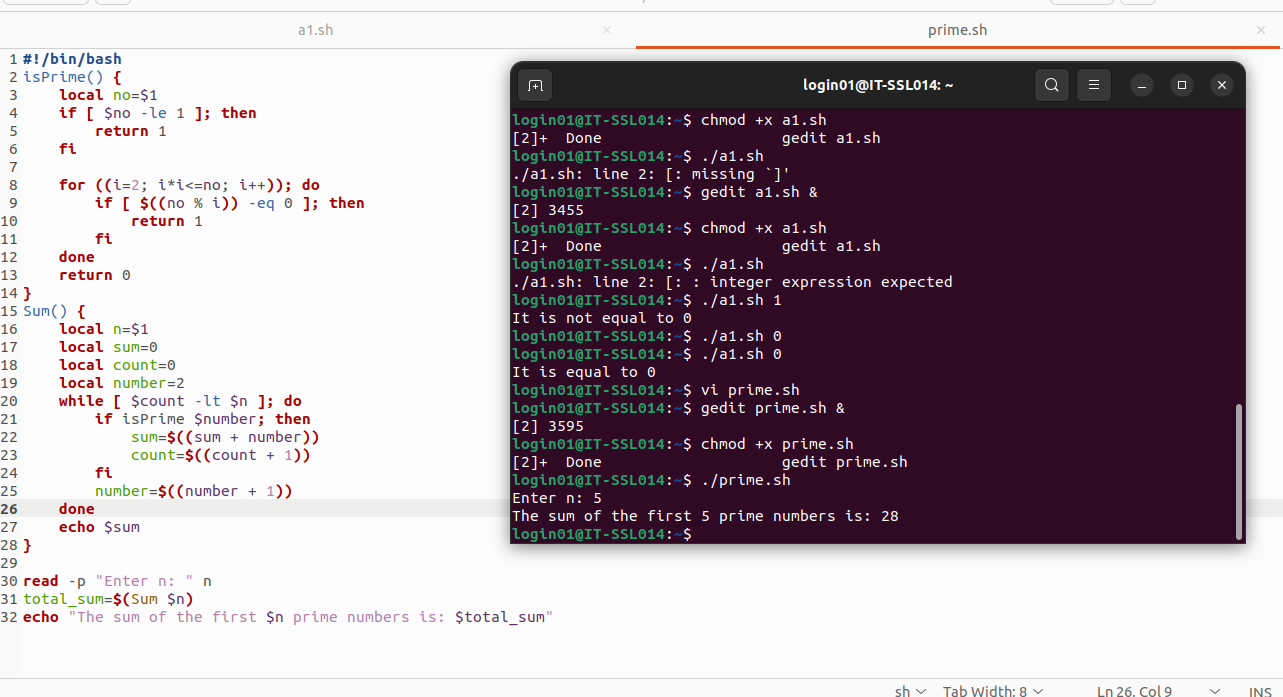 a1.sh
×
prime.sh
×
1 #!/bin/bash
2 isPrime() {
3     local no=$1
4     if [ $no -le 1 ]; then
5         return 1
6     fi
7
8     for ((i=2; i*i<=no; i++)); do
9         if [ $((no % i)) -eq 0 ]; then
10             return 1
11         fi
12     done
13     return 0
14 }
15 Sum() {
16     local n=$1
17     local sum=0
18     local count=0
19     local number=2
20     while [ $count -lt $n ]; do
21         if isPrime $number; then
22             sum=$((sum + number))
23             count=$((count + 1))
24         fi
25         number=$((number + 1))
26     done
27     echo $sum
28 }
29
30 read -p "Enter n: " n
31 total_sum=$(Sum $n)
32 echo "The sum of the first $n prime numbers is: $total_sum"
login01@IT-SSL014: ~
login01@IT-SSL014:~$ chmod +x a1.sh
[2]+  Done                    gedit a1.sh
login01@IT-SSL014:~$ ./a1.sh
./a1.sh: line 2: [: missing `]'
login01@IT-SSL014:~$ gedit a1.sh &
[2] 3455
login01@IT-SSL014:~$ chmod +x a1.sh
[2]+  Done                    gedit a1.sh
login01@IT-SSL014:~$ ./a1.sh
./a1.sh: line 2: [: : integer expression expected
login01@IT-SSL014:~$ ./a1.sh 1
It is not equal to 0
login01@IT-SSL014:~$ ./a1.sh 0
login01@IT-SSL014:~$ ./a1.sh 0
It is equal to 0
login01@IT-SSL014:~$ vi prime.sh
login01@IT-SSL014:~$ gedit prime.sh &
[2] 3595
login01@IT-SSL014:~$ chmod +x prime.sh
[2]+  Done                    gedit prime.sh
login01@IT-SSL014:~$ ./prime.sh
Enter n: 5
The sum of the first 5 prime numbers is: 28
login01@IT-SSL014:~$
sh
Tab Width: 8
Ln 26, Col 9
INS